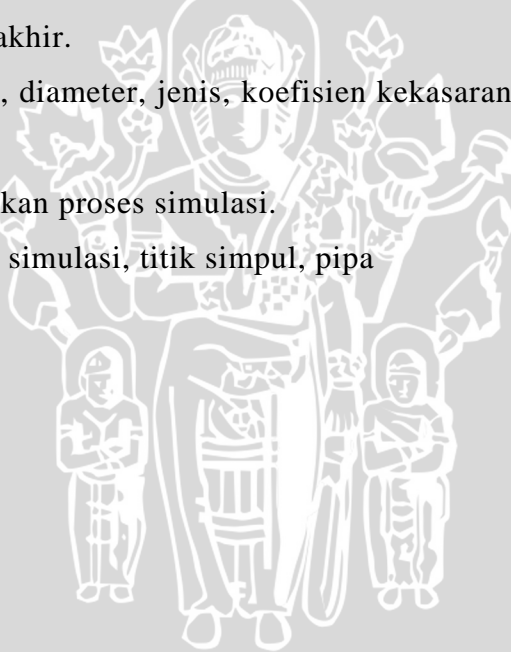 akhir.
, diameter, jenis, koefisien kekasaran
kan proses simulasi.
simulasi, titik simpul, pipa